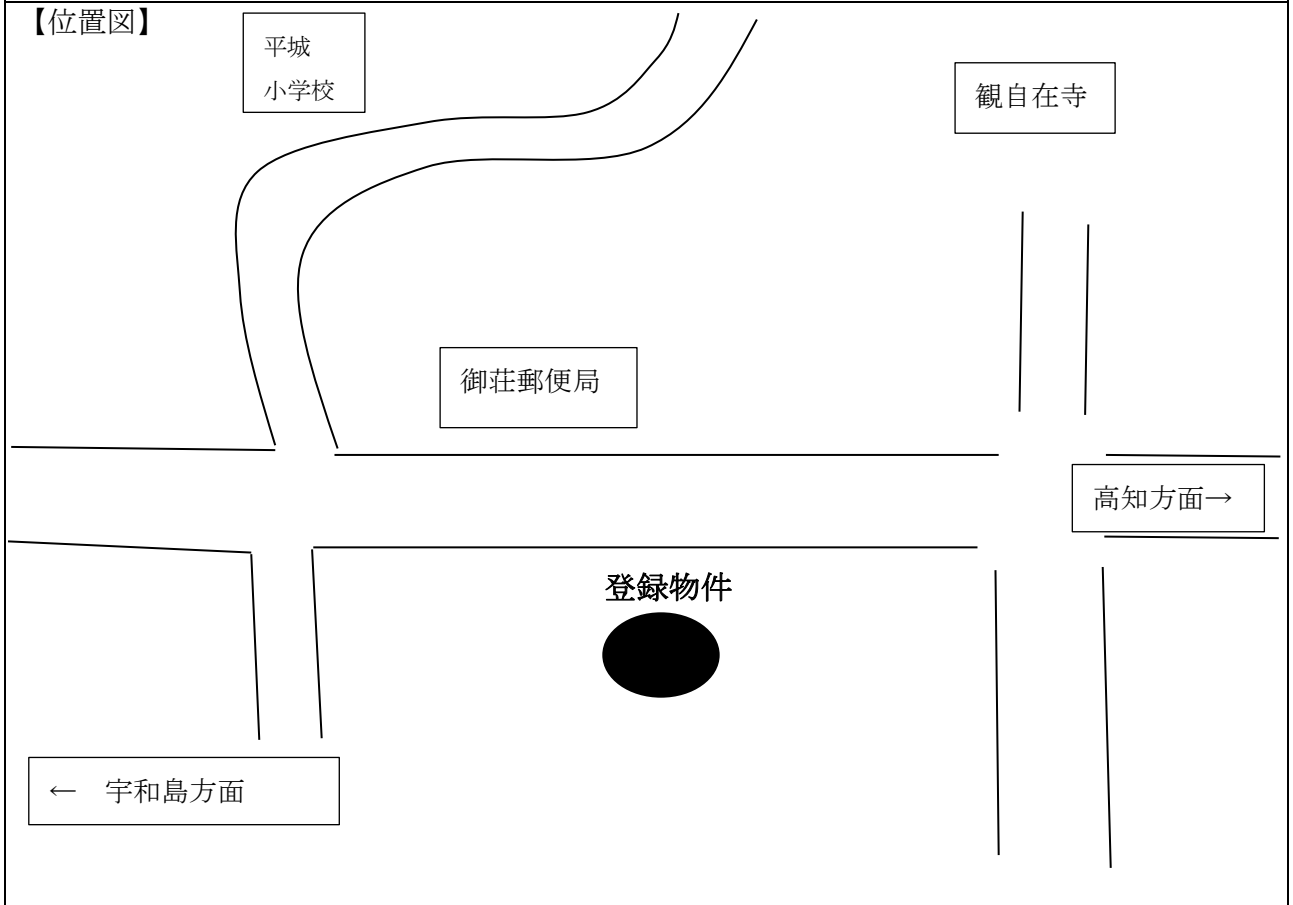 【位置図】
平城
小学校
観自在寺
御荘郵便局
高知方面→
登録物件
← 宇和島方面